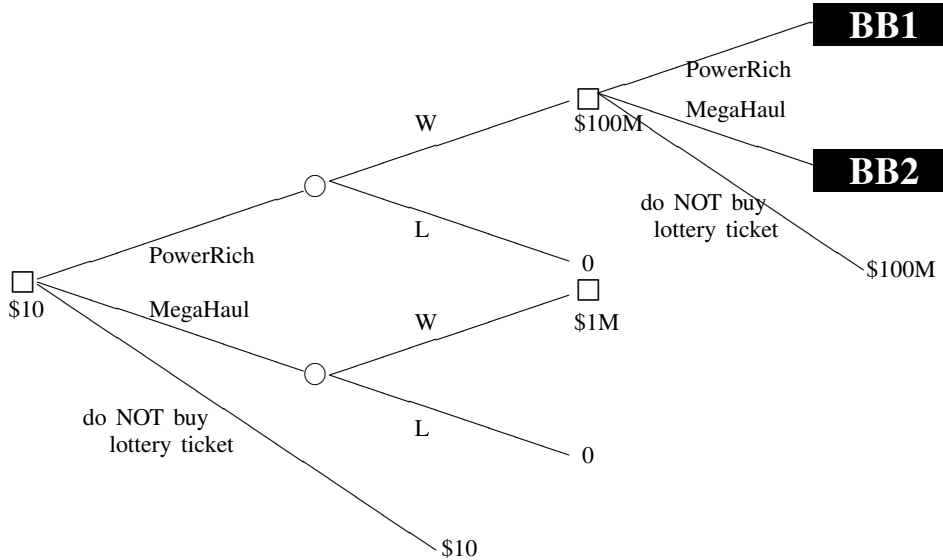 BB1
PowerRich
MegaHaul
W
$100M
BB2
do NOT buy
lottery ticket
L
PowerRich
0
$100M
$10
MegaHaul
W
$1M
do NOT buy
lottery ticket
L
0
$10